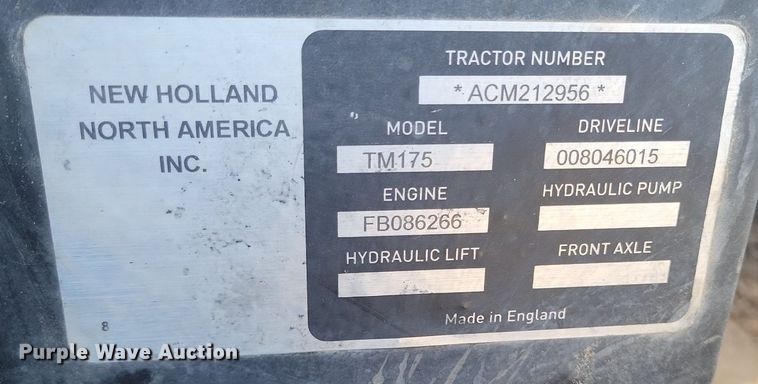 NEW HOLLAND
NORTH AMERICA
INC.
8
TRACTOR NUMBER
* ACM212956 *
MODEL DRIVELINE
TM175 008046015
ENGINE HYDRAULIC PUMP
FB086266
HYDRAULIC LIFT FRONT AXLE
Made in England
Purple Wave Auction